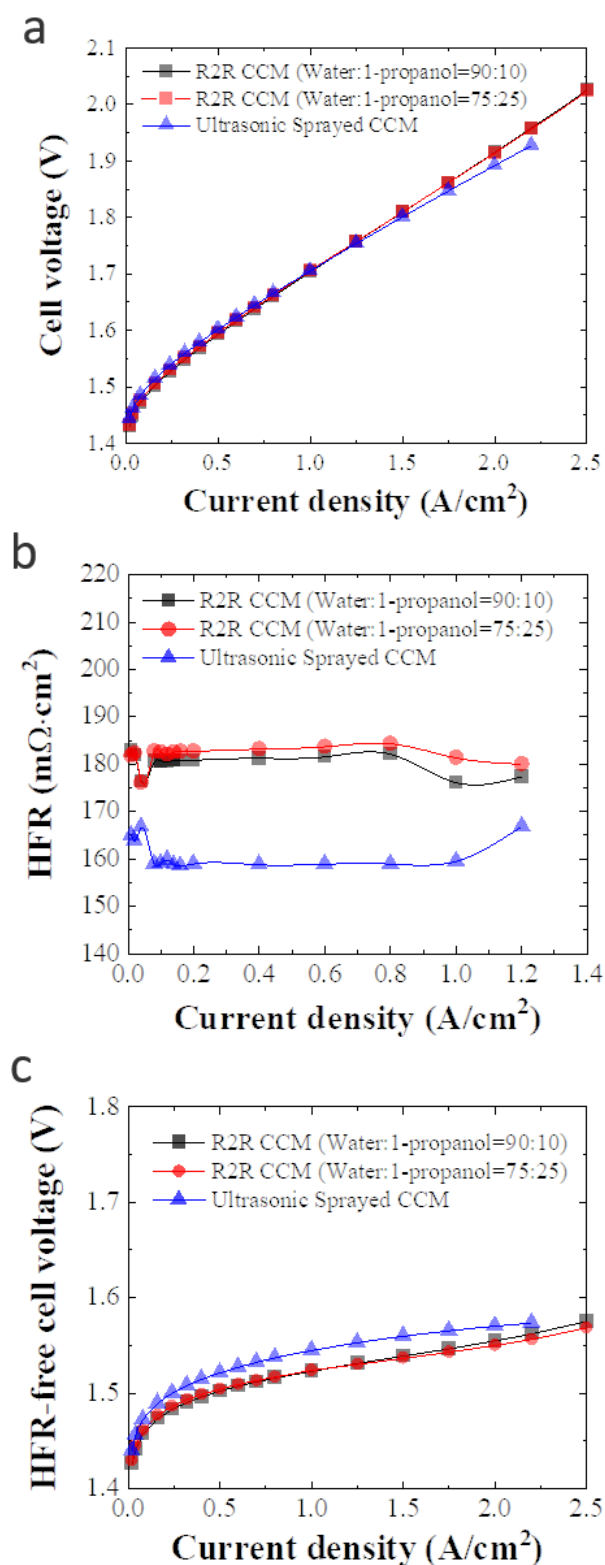 a
2.1
2.0
1.9
1.8
1.7
1.6
1.5
1.4
Cell voltage (V)
R2R CCM (Water:1-propanol=90:10)
R2R CCM (Water:1-propanol=75:25)
Ultrasonic Sprayed CCM
0.0 0.5 1.0 1.5 2.0 2.5
Current density (A/cm²)
b
220
210
200
190
180
170
160
150
140
HFR (mΩ·cm²)
R2R CCM (Water:1-propanol=90:10)
R2R CCM (Water:1-propanol=75:25)
Ultrasonic Sprayed CCM
0.0 0.2 0.4 0.6 0.8 1.0 1.2 1.4
Current density (A/cm²)
c
1.8
1.7
1.6
1.5
1.4
HFR-free cell voltage (V)
R2R CCM (Water:1-propanol=90:10)
R2R CCM (Water:1-propanol=75:25)
Ultrasonic Sprayed CCM
0.0 0.5 1.0 1.5 2.0 2.5
Current density (A/cm²)